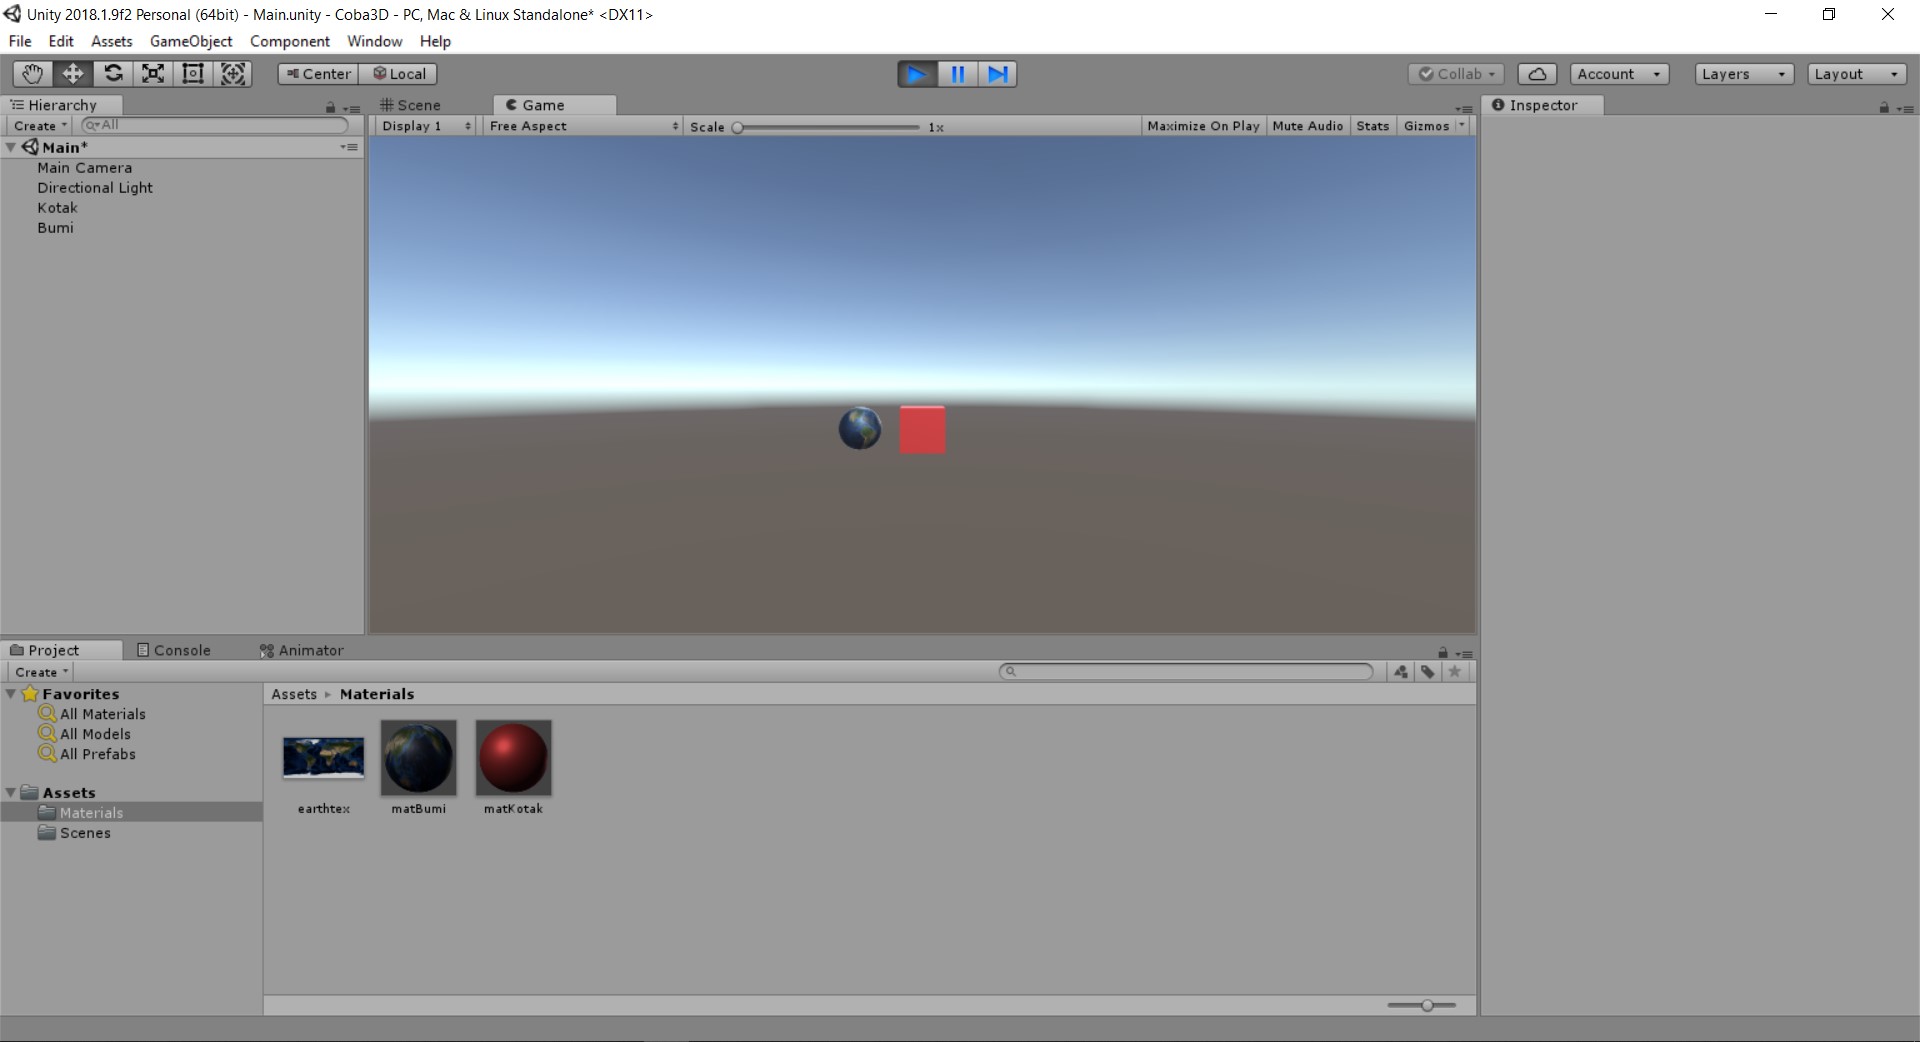 Unity 2018.1.9f2 Personal (64bit) - Main.unity - Coba3D - PC, Mac & Linux Standalone* <DX11>
File Edit Assets GameObject Component Window Help
Center Local Collab Account Layers Layout
Hierarchy Scene Game Inspector
Create All Display 1 Free Aspect Scale 1x Maximize On Play Mute Audio Stats Gizmos
Main*
Main Camera
Directional Light
Kotak
Bumi
Project Console Animator
Create
Favorites
All Materials
All Models
All Prefabs
Assets
Materials
Scenes
Assets Materials
earthtex matBumi matKotak